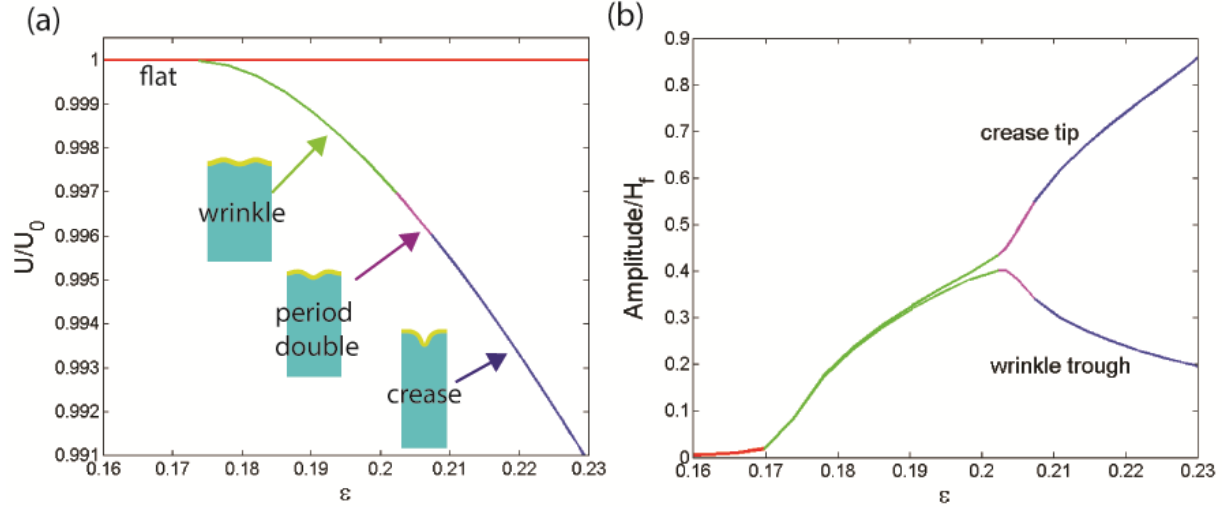 (a)
1
0.999
0.998
0.997
0.996
0.995
0.994
0.993
0.992
0.991
U/U0
flat
wrinkle
period
double
crease
0.16
0.17
0.18
0.19
0.2
0.21
0.22
0.23
ε
(b)
0.9
0.8
0.7
0.6
0.5
0.4
0.3
0.2
0.1
0
Amplitude/Hf
crease tip
wrinkle trough
0.16
0.17
0.18
0.19
0.2
0.21
0.22
0.23
ε